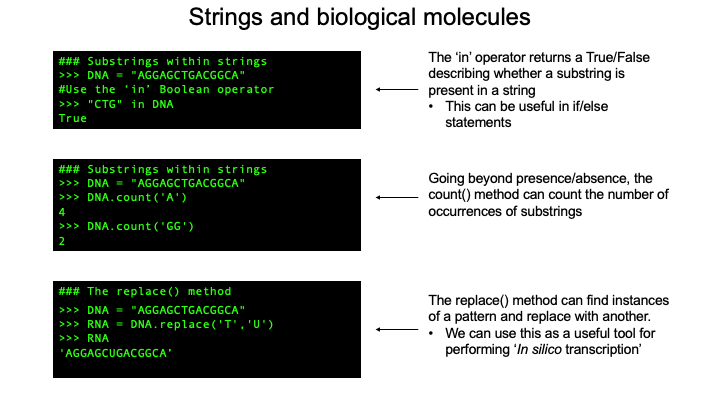 Strings and biological molecules
### Substrings within strings
>>> DNA = "AGGAGCTGACGGCA"
#Use the ‘in’ Boolean operator
>>> "CTG" in DNA
True
The ‘in’ operator returns a True/False
describing whether a substring is
present in a string
• This can be useful in if/else
statements
### Substrings within strings
>>> DNA = "AGGAGCTGACGGCA"
>>> DNA.count('A')
4
>>> DNA.count('GG')
2
Going beyond presence/absence, the
count() method can count the number of
occurrences of substrings
### The replace() method
>>> DNA = "AGGAGCTGACGGCA"
>>> RNA = DNA.replace('T','U')
>>> RNA
'AGGAGCUGACGGCA'
The replace() method can find instances
of a pattern and replace with another.
• We can use this as a useful tool for
performing ‘In silico transcription’